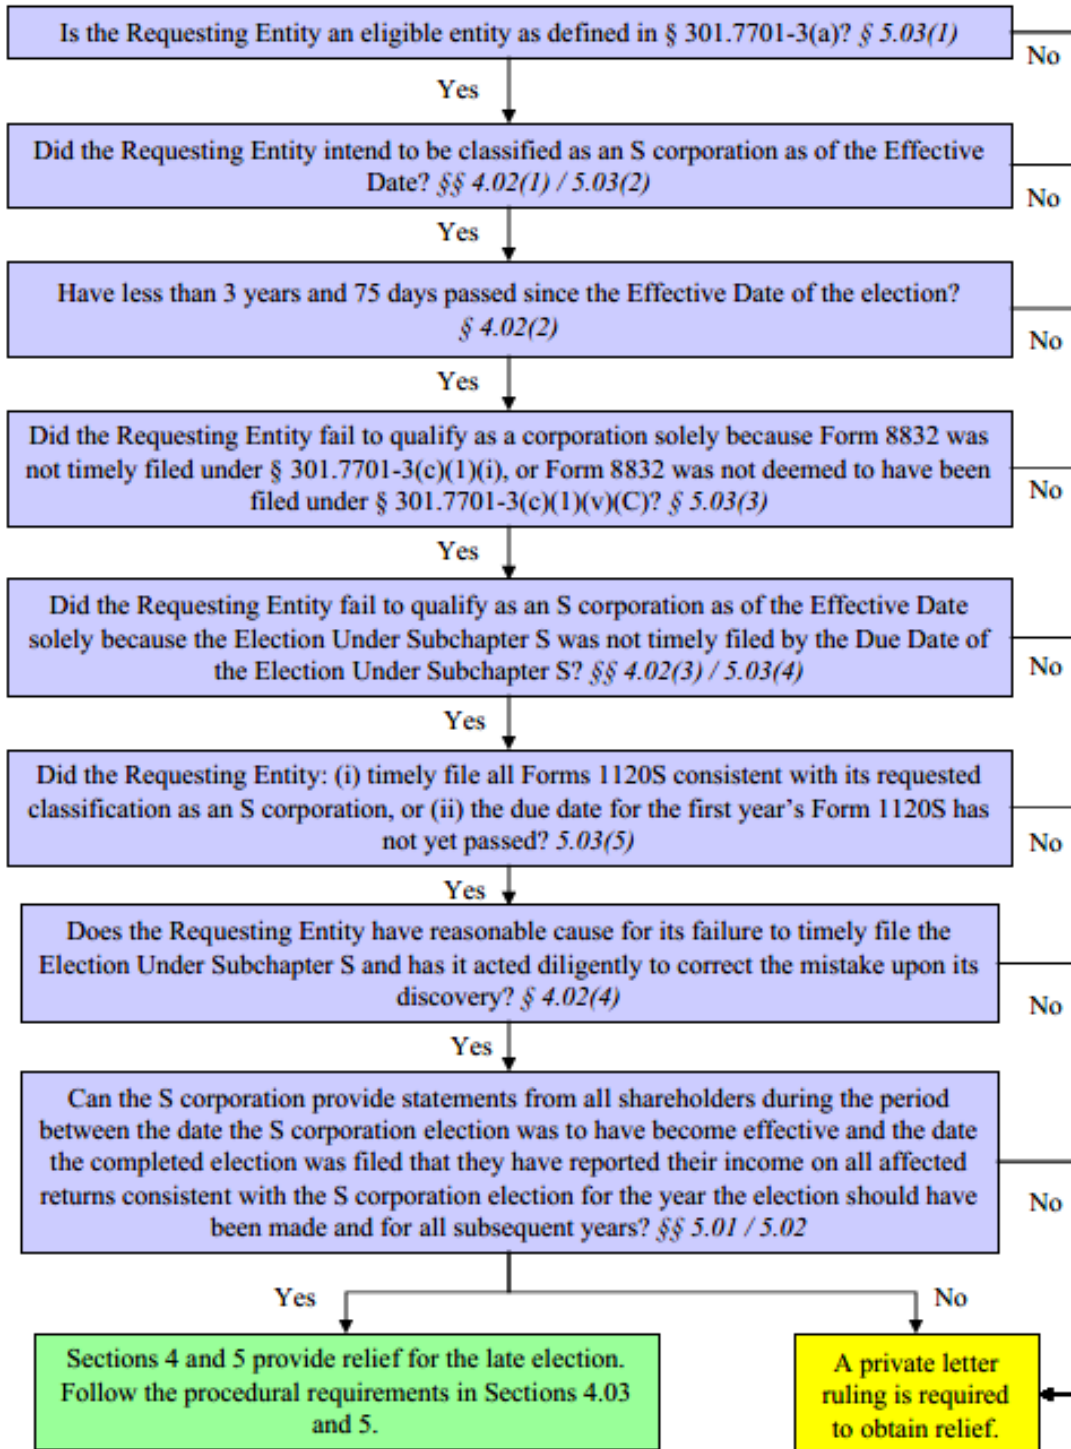 Is the Requesting Entity an eligible entity as defined in § 301.7701-3(a)? § 5.03(1)
No
Yes
Did the Requesting Entity intend to be classified as an S corporation as of the Effective
Date? §§ 4.02(1) / 5.03(2)
No
Yes
Have less than 3 years and 75 days passed since the Effective Date of the election?
§ 4.02(2)
No
Yes
Did the Requesting Entity fail to qualify as a corporation solely because Form 8832 was
not timely filed under § 301.7701-3(c)(1)(i), or Form 8832 was not deemed to have been
filed under § 301.7701-3(c)(1)(v)(C)? § 5.03(3)
No
Yes
Did the Requesting Entity fail to qualify as an S corporation as of the Effective Date
solely because the Election Under Subchapter S was not timely filed by the Due Date of
the Election Under Subchapter S? §§ 4.02(3) / 5.03(4)
No
Yes
Did the Requesting Entity: (i) timely file all Forms 1120S consistent with its requested
classification as an S corporation, or (ii) the due date for the first year’s Form 1120S has
not yet passed? 5.03(5)
No
Yes
Does the Requesting Entity have reasonable cause for its failure to timely file the
Election Under Subchapter S and has it acted diligently to correct the mistake upon its
discovery? § 4.02(4)
No
Yes
Can the S corporation provide statements from all shareholders during the period
between the date the S corporation election was to have become effective and the date
the completed election was filed that they have reported their income on all affected
returns consistent with the S corporation election for the year the election should have
been made and for all subsequent years? §§ 5.01 / 5.02
No
Yes
No
Sections 4 and 5 provide relief for the late election.
Follow the procedural requirements in Sections 4.03
and 5.
A private letter
ruling is required
to obtain relief.